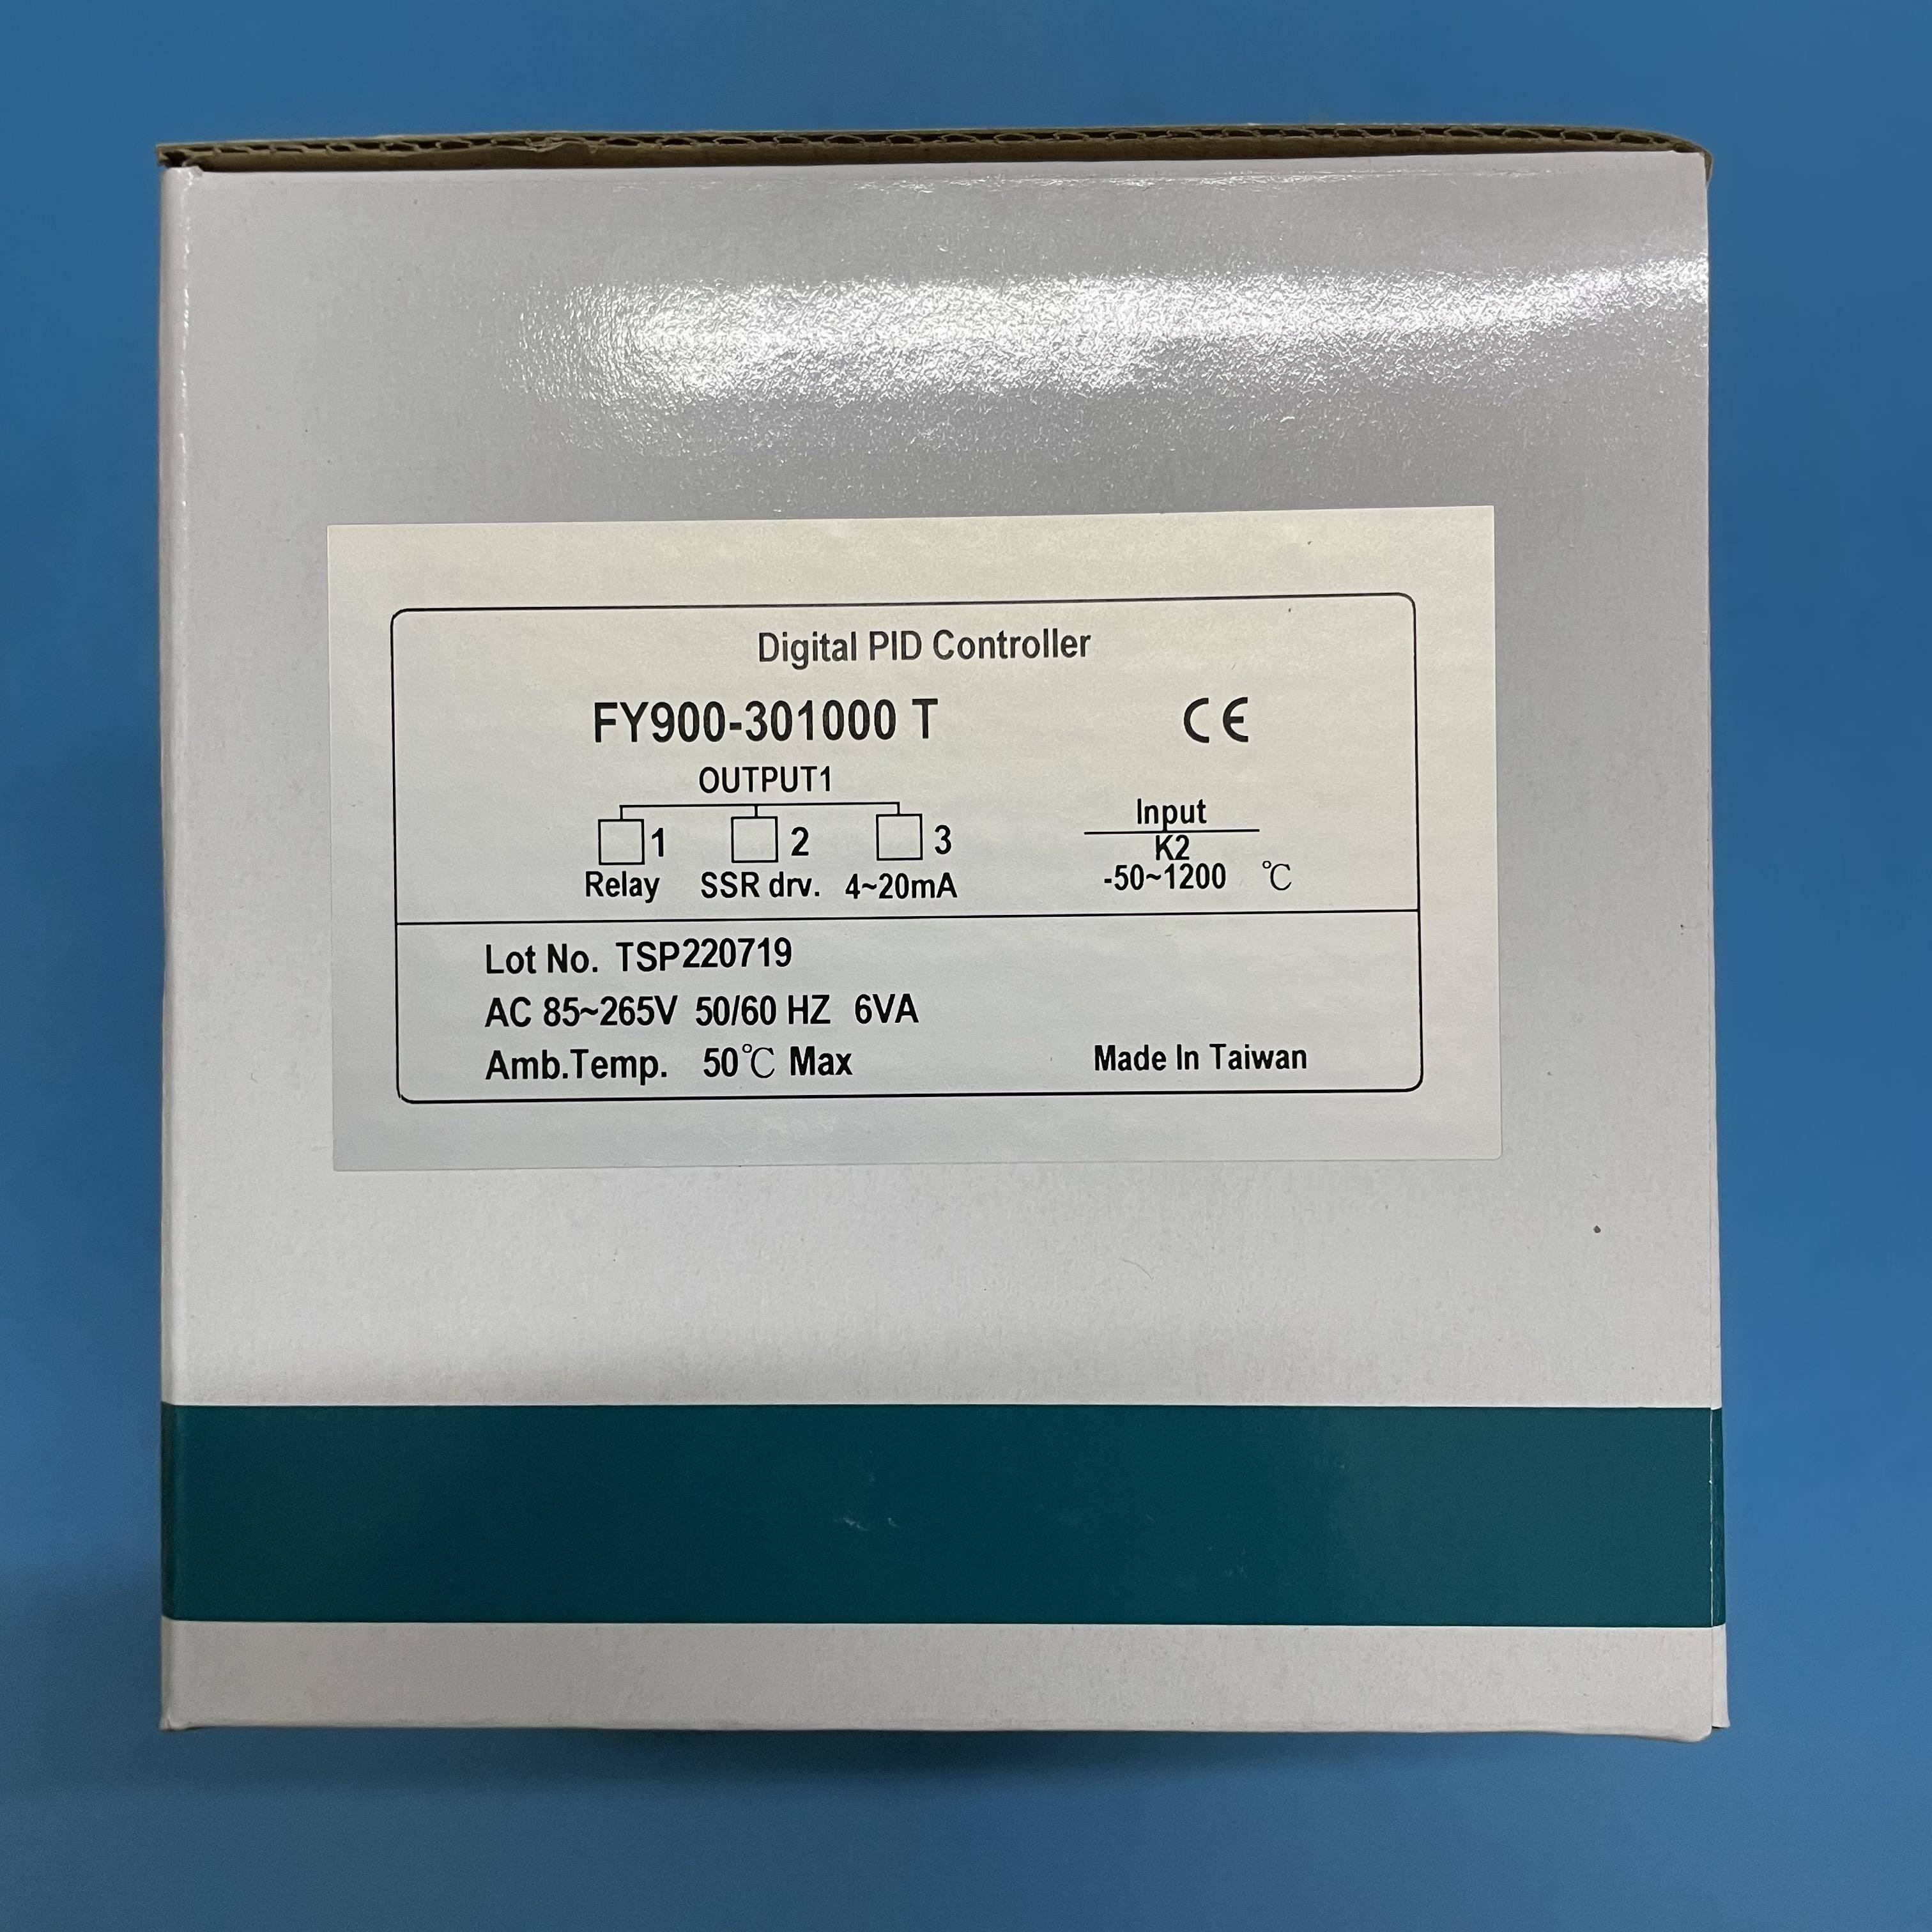 Digital PID Controller
FY900-301000 T CE
OUTPUT1
1 2 3
Relay SSR drv. 4~20mA
Input
K2
-50~1200 ℃
Lot No. TSP220719
AC 85~265V 50/60 HZ 6VA
Amb.Temp. 50℃ Max
Made In Taiwan